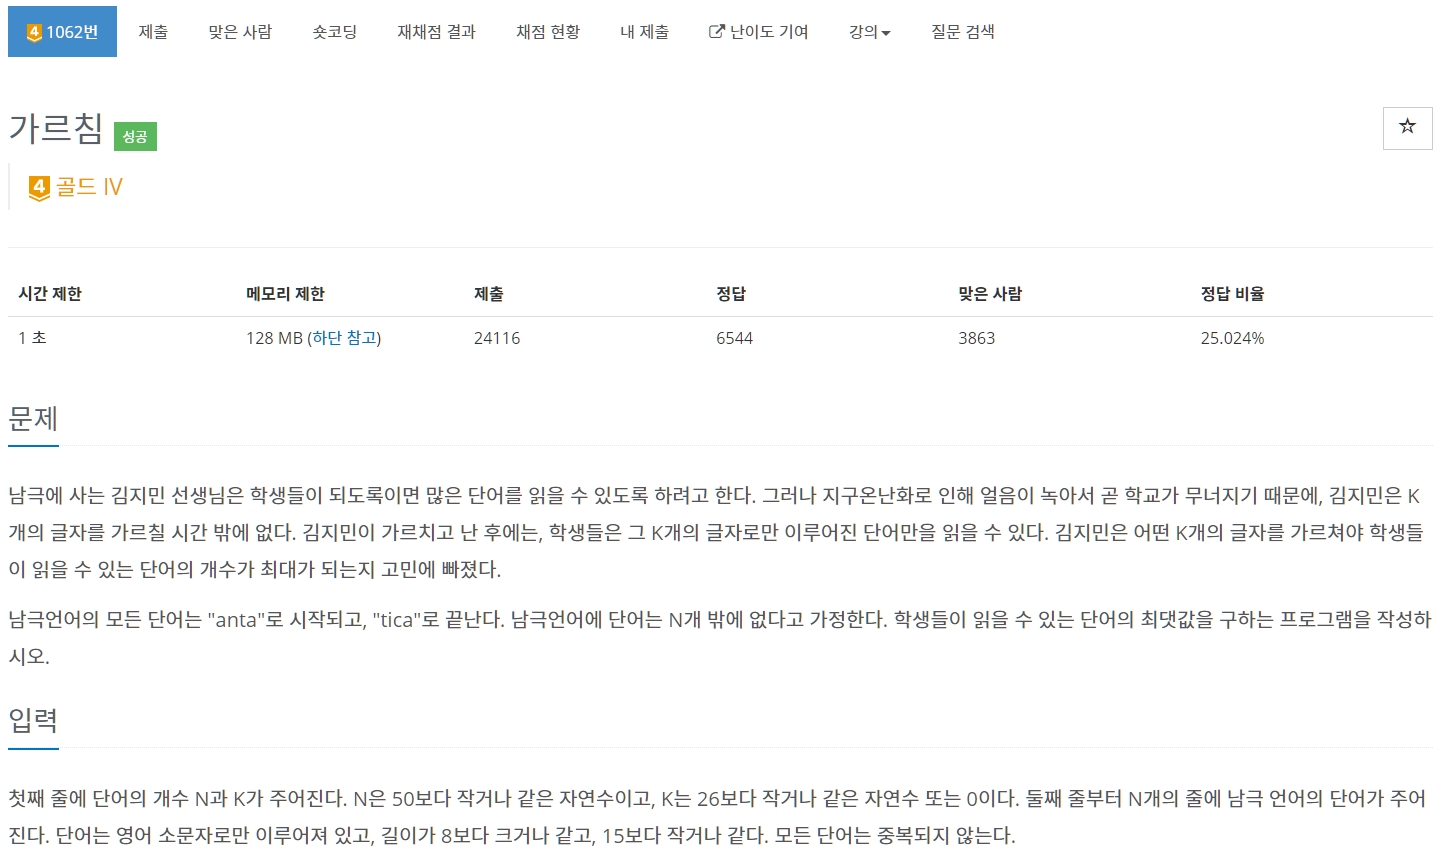 4 1062번 제출 맞은 사람 숏코딩 재채점 결과 채점 현황 내 제출 난이도 기여 강의 질문 검색
가르침 성공
4 골드 IV
시간 제한 메모리 제한 제출 정답 맞은 사람 정답 비율
1 초 128 MB (하단 참고) 24116 6544 3863 25.024%
문제
남극에 사는 김지민 선생님은 학생들이 되도록이면 많은 단어를 읽을 수 있도록 하려고 한다. 그러나 지구온난화로 인해 얼음이 녹아서 곧 학교가 무너지기 때문에, 김지민은 K
개의 글자를 가르칠 시간 밖에 없다. 김지민이 가르치고 난 후에는, 학생들은 그 K개의 글자로만 이루어진 단어만을 읽을 수 있다. 김지민은 어떤 K개의 글자를 가르쳐야 학생들
이 읽을 수 있는 단어의 개수가 최대가 되는지 고민에 빠졌다.
남극언어의 모든 단어는 "anta"로 시작되고, "tica"로 끝난다. 남극언어에 단어는 N개 밖에 없다고 가정한다. 학생들이 읽을 수 있는 단어의 최댓값을 구하는 프로그램을 작성하
시오.
입력
첫째 줄에 단어의 개수 N과 K가 주어진다. N은 50보다 작거나 같은 자연수이고, K는 26보다 작거나 같은 자연수 또는 0이다. 둘째 줄부터 N개의 줄에 남극 언어의 단어가 주어
진다. 단어는 영어 소문자로만 이루어져 있고, 길이가 8보다 크거나 같고, 15보다 작거나 같다. 모든 단어는 중복되지 않는다.